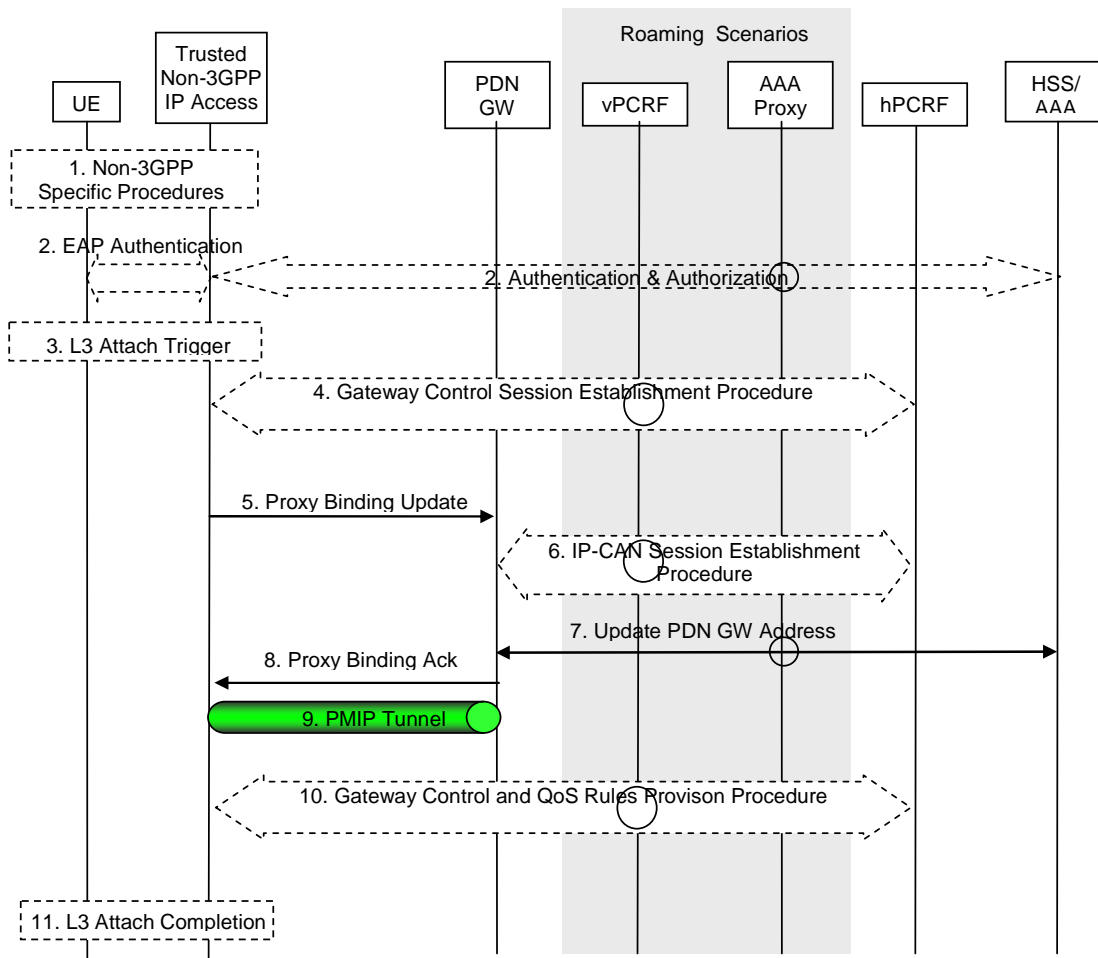 Roaming Scenarios
UE
Trusted
Non-3GPP
IP Access
PDN
GW
vPCRF
AAA
Proxy
hPCRF
HSS/
AAA
1. Non-3GPP
Specific Procedures
2. EAP Authentication
2. Authentication & Authorization
3. L3 Attach Trigger
4. Gateway Control Session Establishment Procedure
5. Proxy Binding Update
6. IP-CAN Session Establishment
Procedure
7. Update PDN GW Address
8. Proxy Binding Ack
9. PMIP Tunnel
10. Gateway Control and QoS Rules Provison Procedure
11. L3 Attach Completion